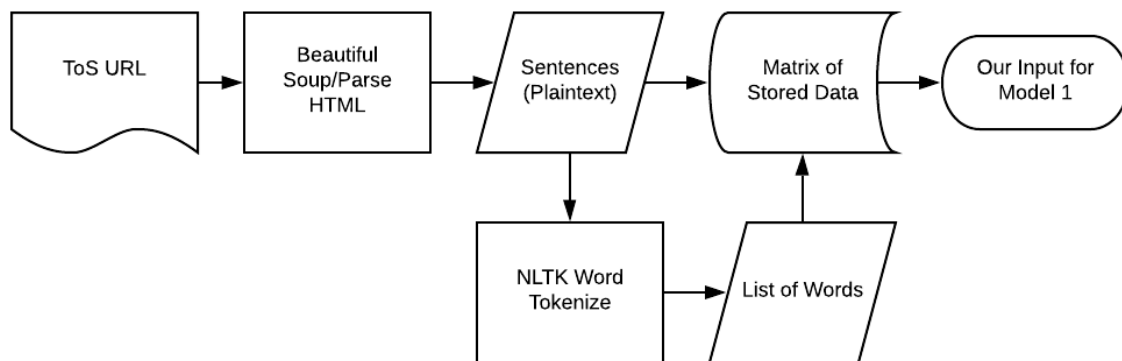 ToS URL
Beautiful
Soup/Parse
HTML
Sentences
(Plaintext)
Matrix of
Stored Data
Our Input for
Model 1
NLTK Word
Tokenize
List of Words